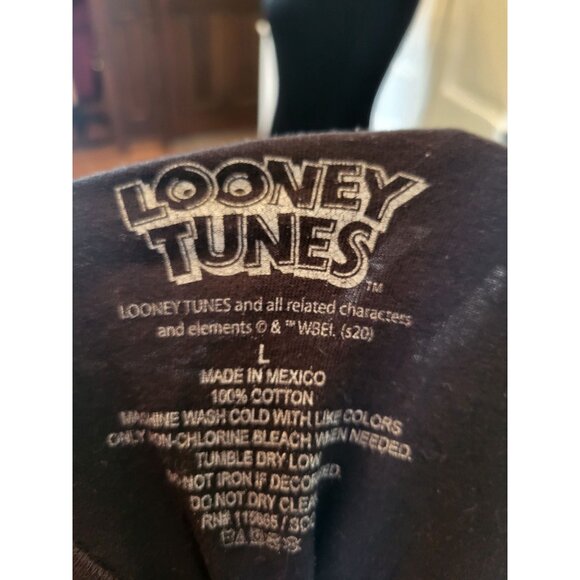 LOONEY
TUNES™
LOONEY TUNES and all related characters
and elements © & ™ WBEI. (s20)
L
MADE IN MEXICO
100% COTTON
MACHINE WASH COLD WITH LIKE COLORS
ONLY NON-CHLORINE BLEACH WHEN NEEDED.
TUMBLE DRY LOW
DO NOT IRON IF DECORATED.
DO NOT DRY CLEAN
RN#